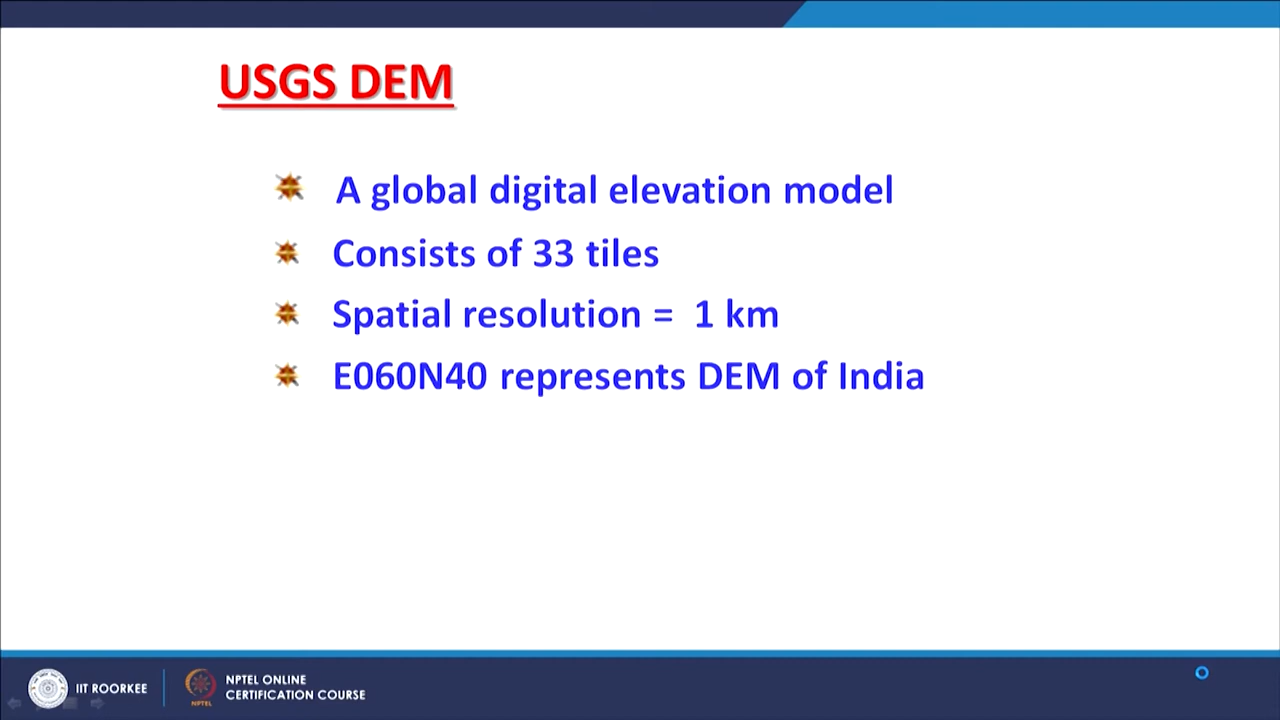 USGS DEM
A global digital elevation model
Consists of 33 tiles
Spatial resolution = 1 km
E060N40 represents DEM of India
IIT ROORKEE
NPTEL
NPTEL ONLINE
CERTIFICATION COURSE